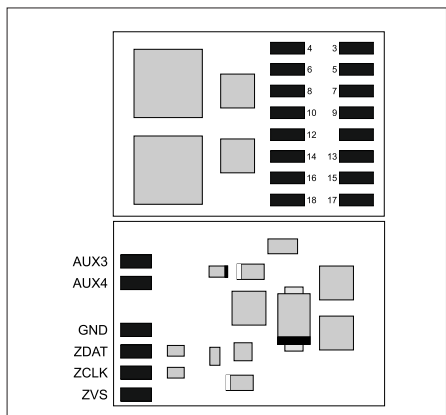 4 3
6 5
8 7
10 9
12
14 13
16 15
18 17
AUX3
AUX4
GND
ZDAT
ZCLK
ZVS